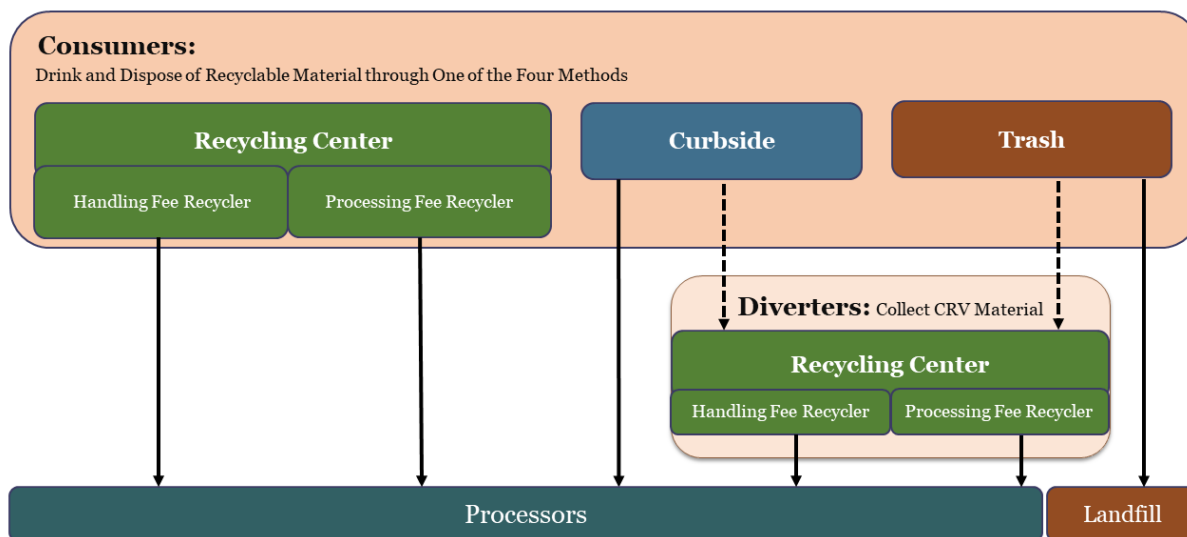 Consumers:
Drink and Dispose of Recyclable Material through One of the Four Methods
Recycling Center
Handling Fee Recycler
Processing Fee Recycler
Curbside
Trash
Diverters: Collect CRV Material
Recycling Center
Handling Fee Recycler
Processing Fee Recycler
Processors
Landfill